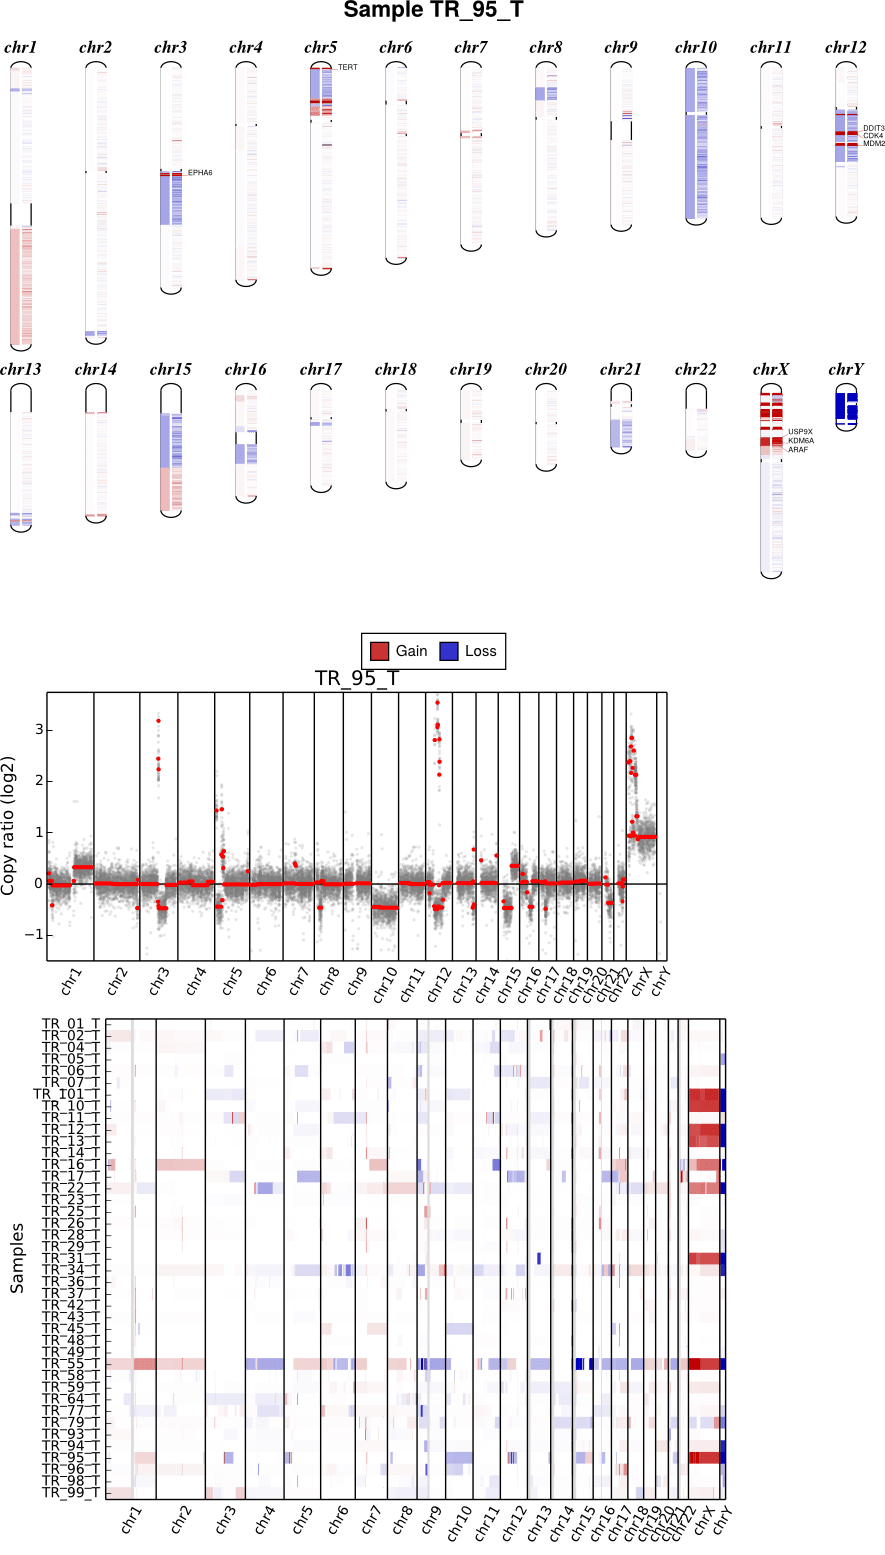 Sample TR_95_T
chr1 chr2 chr3 chr4 chr5 chr6 chr7 chr8 chr9 chr10 chr11 chr12
TERT
DDIT3
CDK4
MDM2
EPHA6
chr13 chr14 chr15 chr16 chr17 chr18 chr19 chr20 chr21 chr22 chrX chrY
USP9X
KDM6A
ARAF
Gain Loss
TR_95_T
Copy ratio (log2)
3
2
1
0
−1
chr1 chr2 chr3 chr4 chr5 chr6 chr7 chr8 chr9 chr10 chr11 chr12 chr13 chr14 chr15 chr16 chr17 chr18 chr19 chr20 chr21 chr22 chrX chrY
Samples
TR_01_T
TR_02_T
TR_04_T
TR_05_T
TR_06_T
TR_07_T
TR_101_T
TR_10_T
TR_11_T
TR_12_T
TR_13_T
TR_14_T
TR_16_T
TR_17_T
TR_22_T
TR_23_T
TR_25_T
TR_26_T
TR_28_T
TR_29_T
TR_31_T
TR_34_T
TR_36_T
TR_37_T
TR_42_T
TR_43_T
TR_45_T
TR_48_T
TR_49_T
TR_55_T
TR_58_T
TR_59_T
TR_64_T
TR_77_T
TR_79_T
TR_93_T
TR_94_T
TR_95_T
TR_96_T
TR_98_T
TR_99_T
chr1 chr2 chr3 chr4 chr5 chr6 chr7 chr8 chr9 chr10 chr11 chr12 chr13 chr14 chr15 chr16 chr17 chr18 chr19 chr20 chr21 chr22 chrX chrY